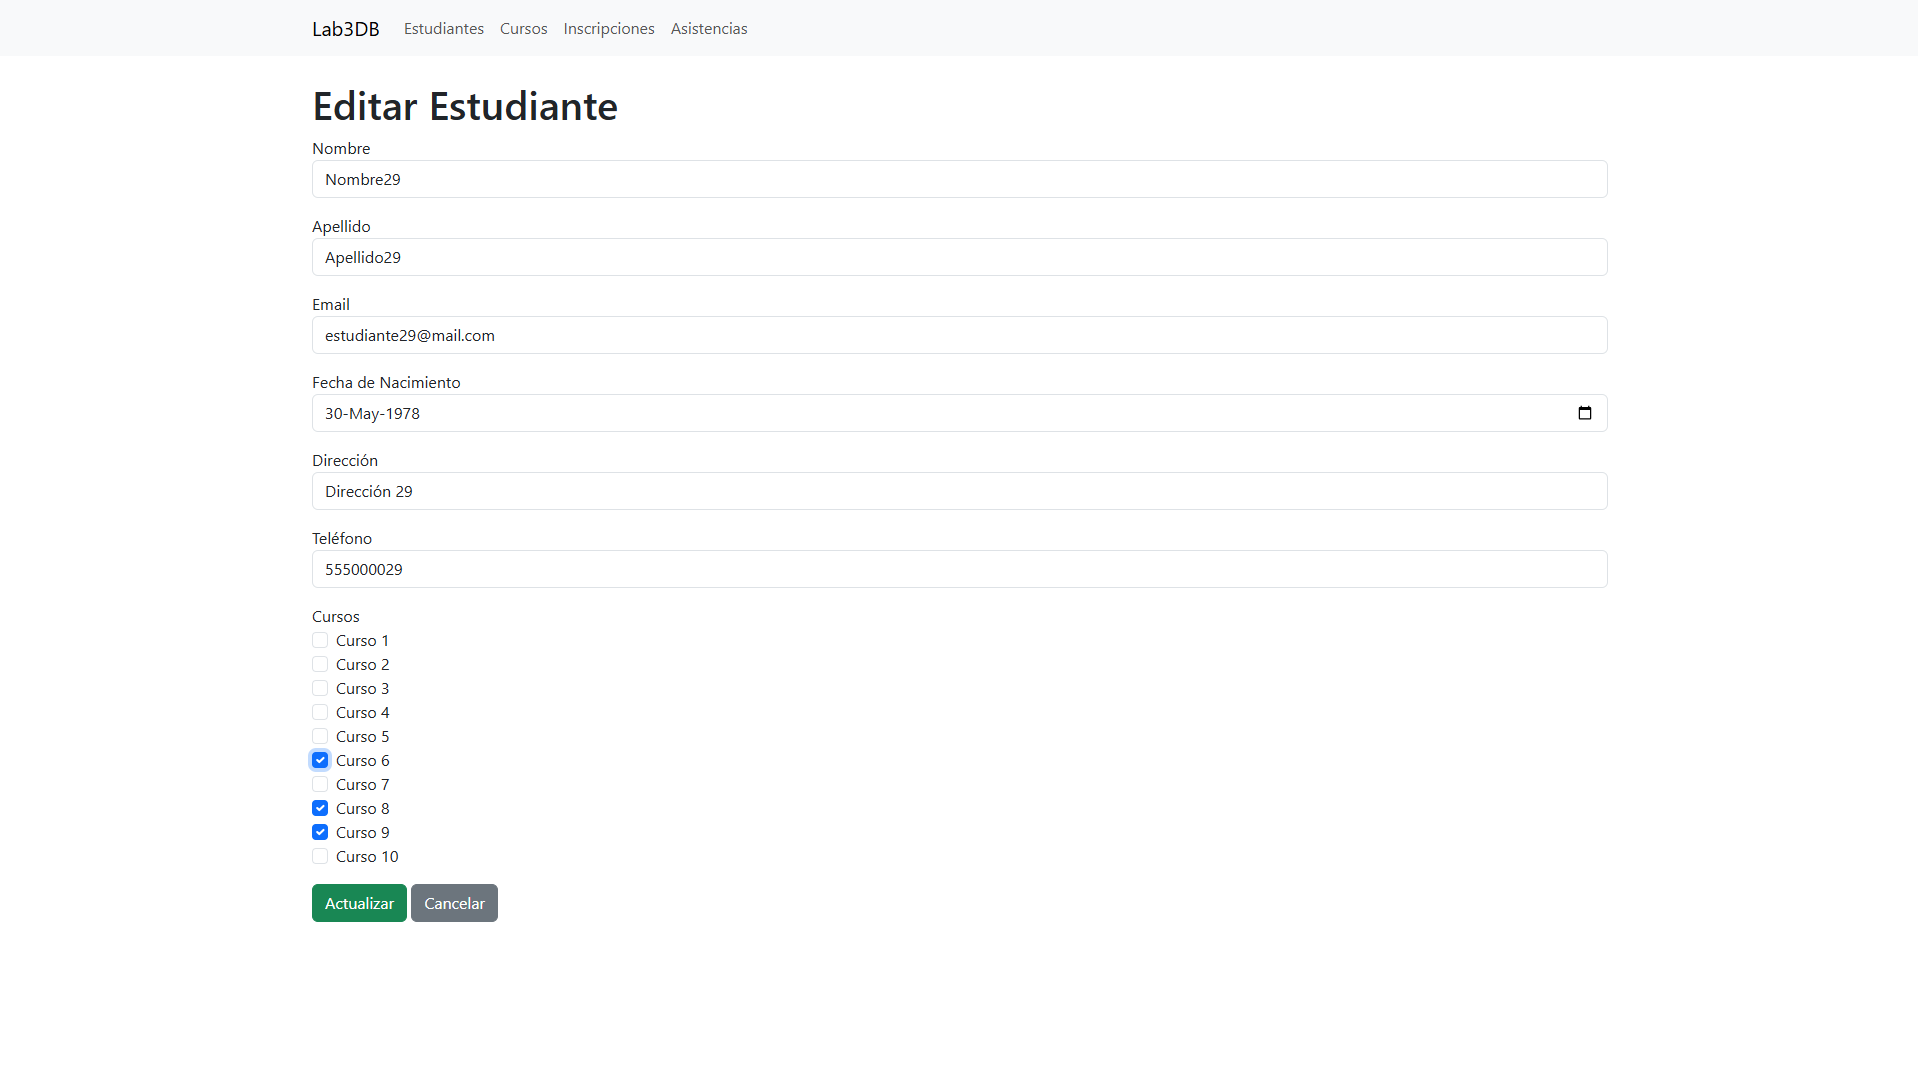 Lab3DB Estudiantes Cursos Inscripciones Asistencias
Editar Estudiante
Nombre
Nombre29
Apellido
Apellido29
Email
estudiante29@mail.com
Fecha de Nacimiento
30-May-1978
Dirección
Dirección 29
Teléfono
555000029
Cursos
Curso 1
Curso 2
Curso 3
Curso 4
Curso 5
Curso 6
Curso 7
Curso 8
Curso 9
Curso 10
Actualizar Cancelar